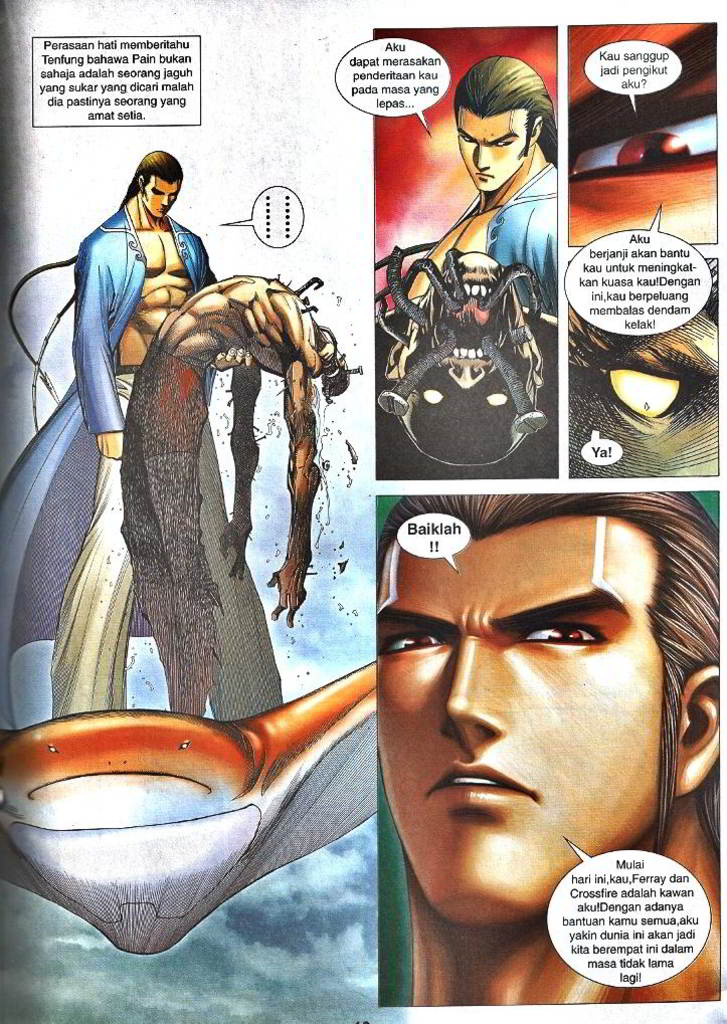 Perasaan hati memberitahu
Tenfung bahawa Pain bukan
sahaja adalah seorang jaguh
yang sukar yang dicari malah
dia pastinya seorang yang
amat setia.
Aku
dapat merasakan
penderitaan kau
pada masa yang
lepas...
Kau sanggup
jadi pengikut
aku?
Aku
berjanji akan bantu
kau untuk meningkat-
kan kuasa kau!Dengan
ini,kau berpeluang
membalas dendam
kelak!
Ya!
Baiklah
!!
Mulai
hari ini,kau,Ferray dan
Crossfire adalah kawan
aku!Dengan adanya
bantuan kamu semua,aku
yakin dunia ini akan jadi
kita berempat ini dalam
masa tidak lama
lagi!